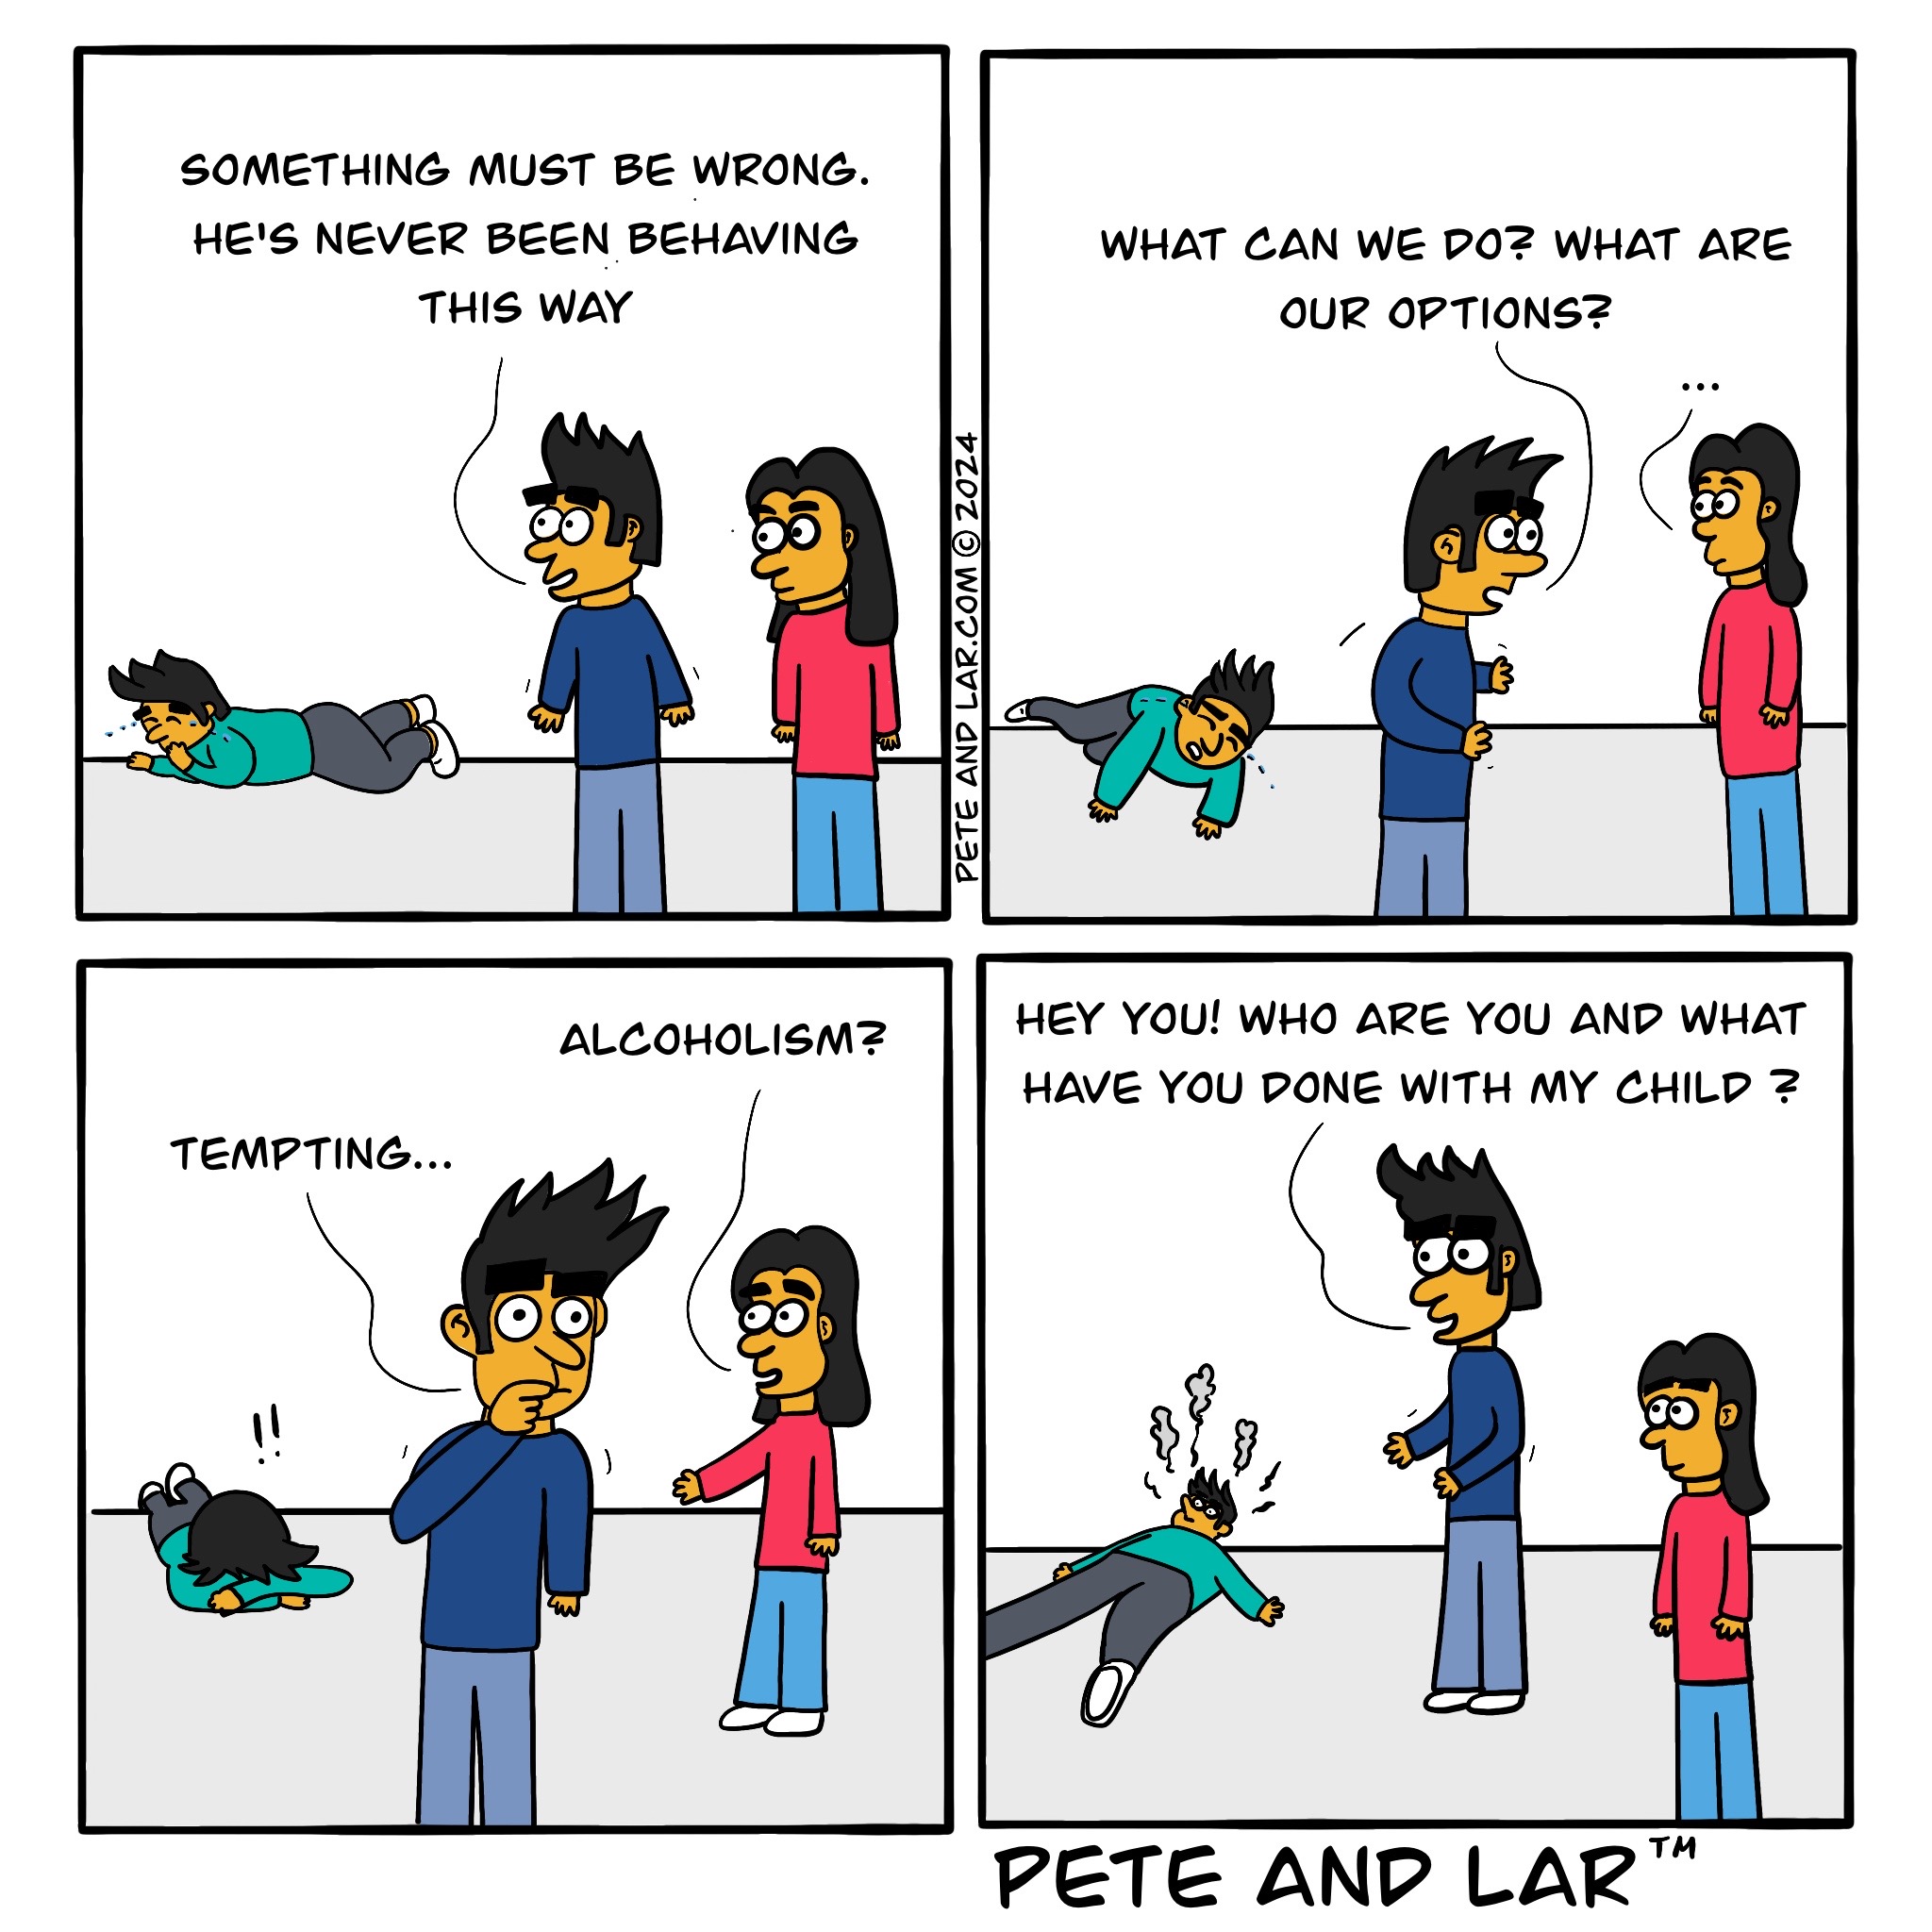 SOMETHING MUST BE WRONG.
HE'S NEVER BEEN BEHAVING
THIS WAY
WHAT CAN WE DO? WHAT ARE
OUR OPTIONS?
...
PETE AND LAR.COM © 2024
ALCOHOLISM?
TEMPTING...
!!
HEY YOU! WHO ARE YOU AND WHAT
HAVE YOU DONE WITH MY CHILD ?
PETE AND LAR™